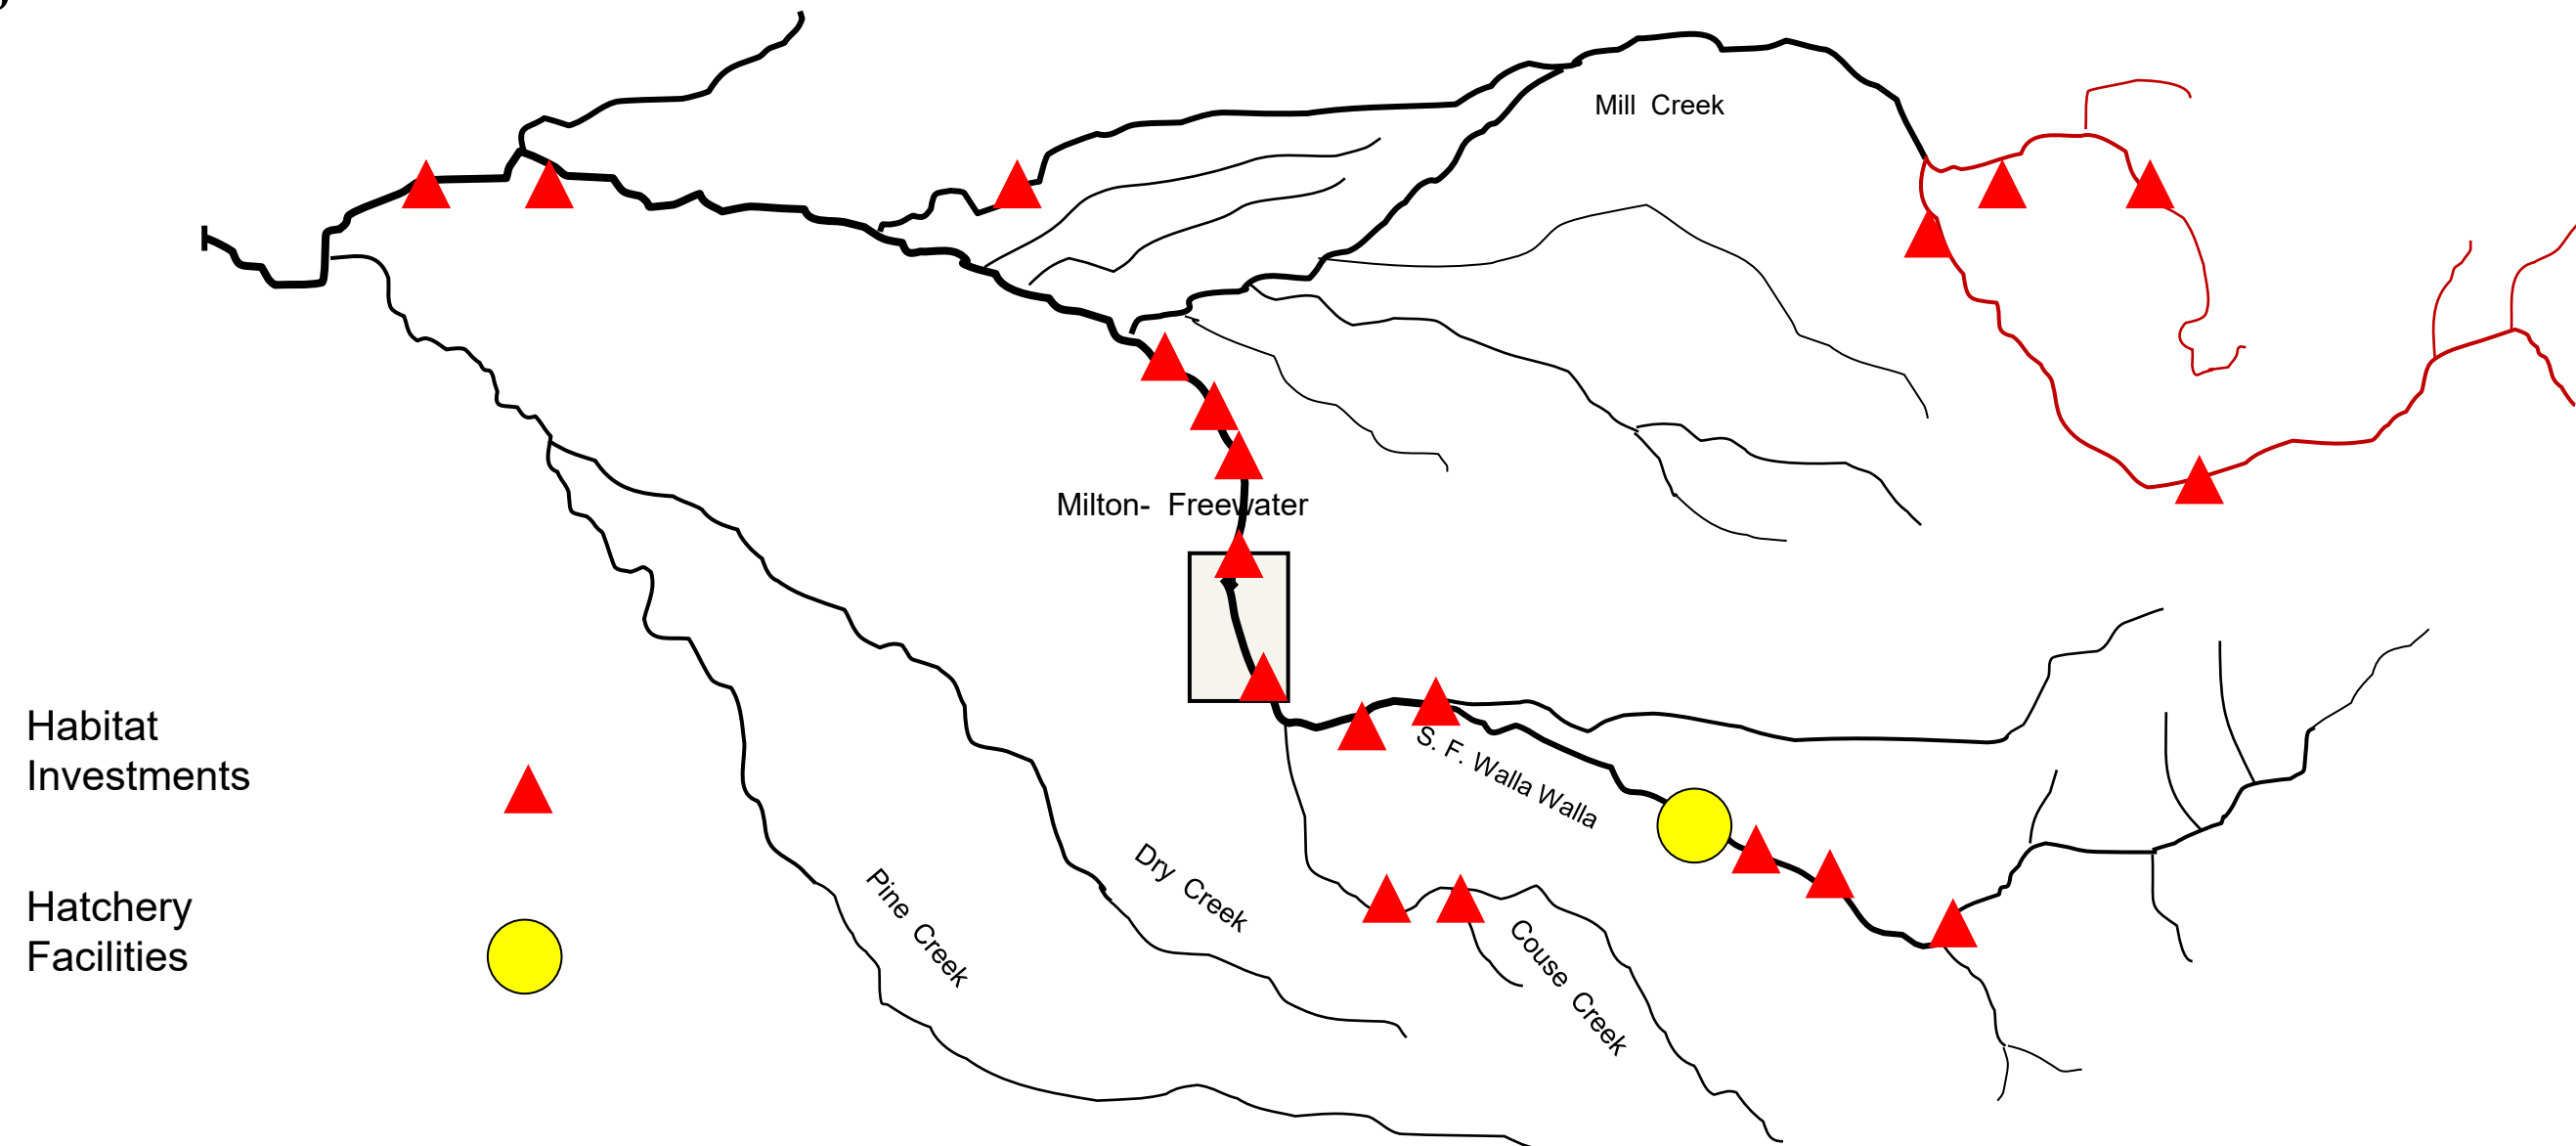 Mill Creek
Milton- Freewater
S. F. Walla Walla
Habitat
Investments
Hatchery
Facilities
Pine Creek
Dry Creek
Couse Creek